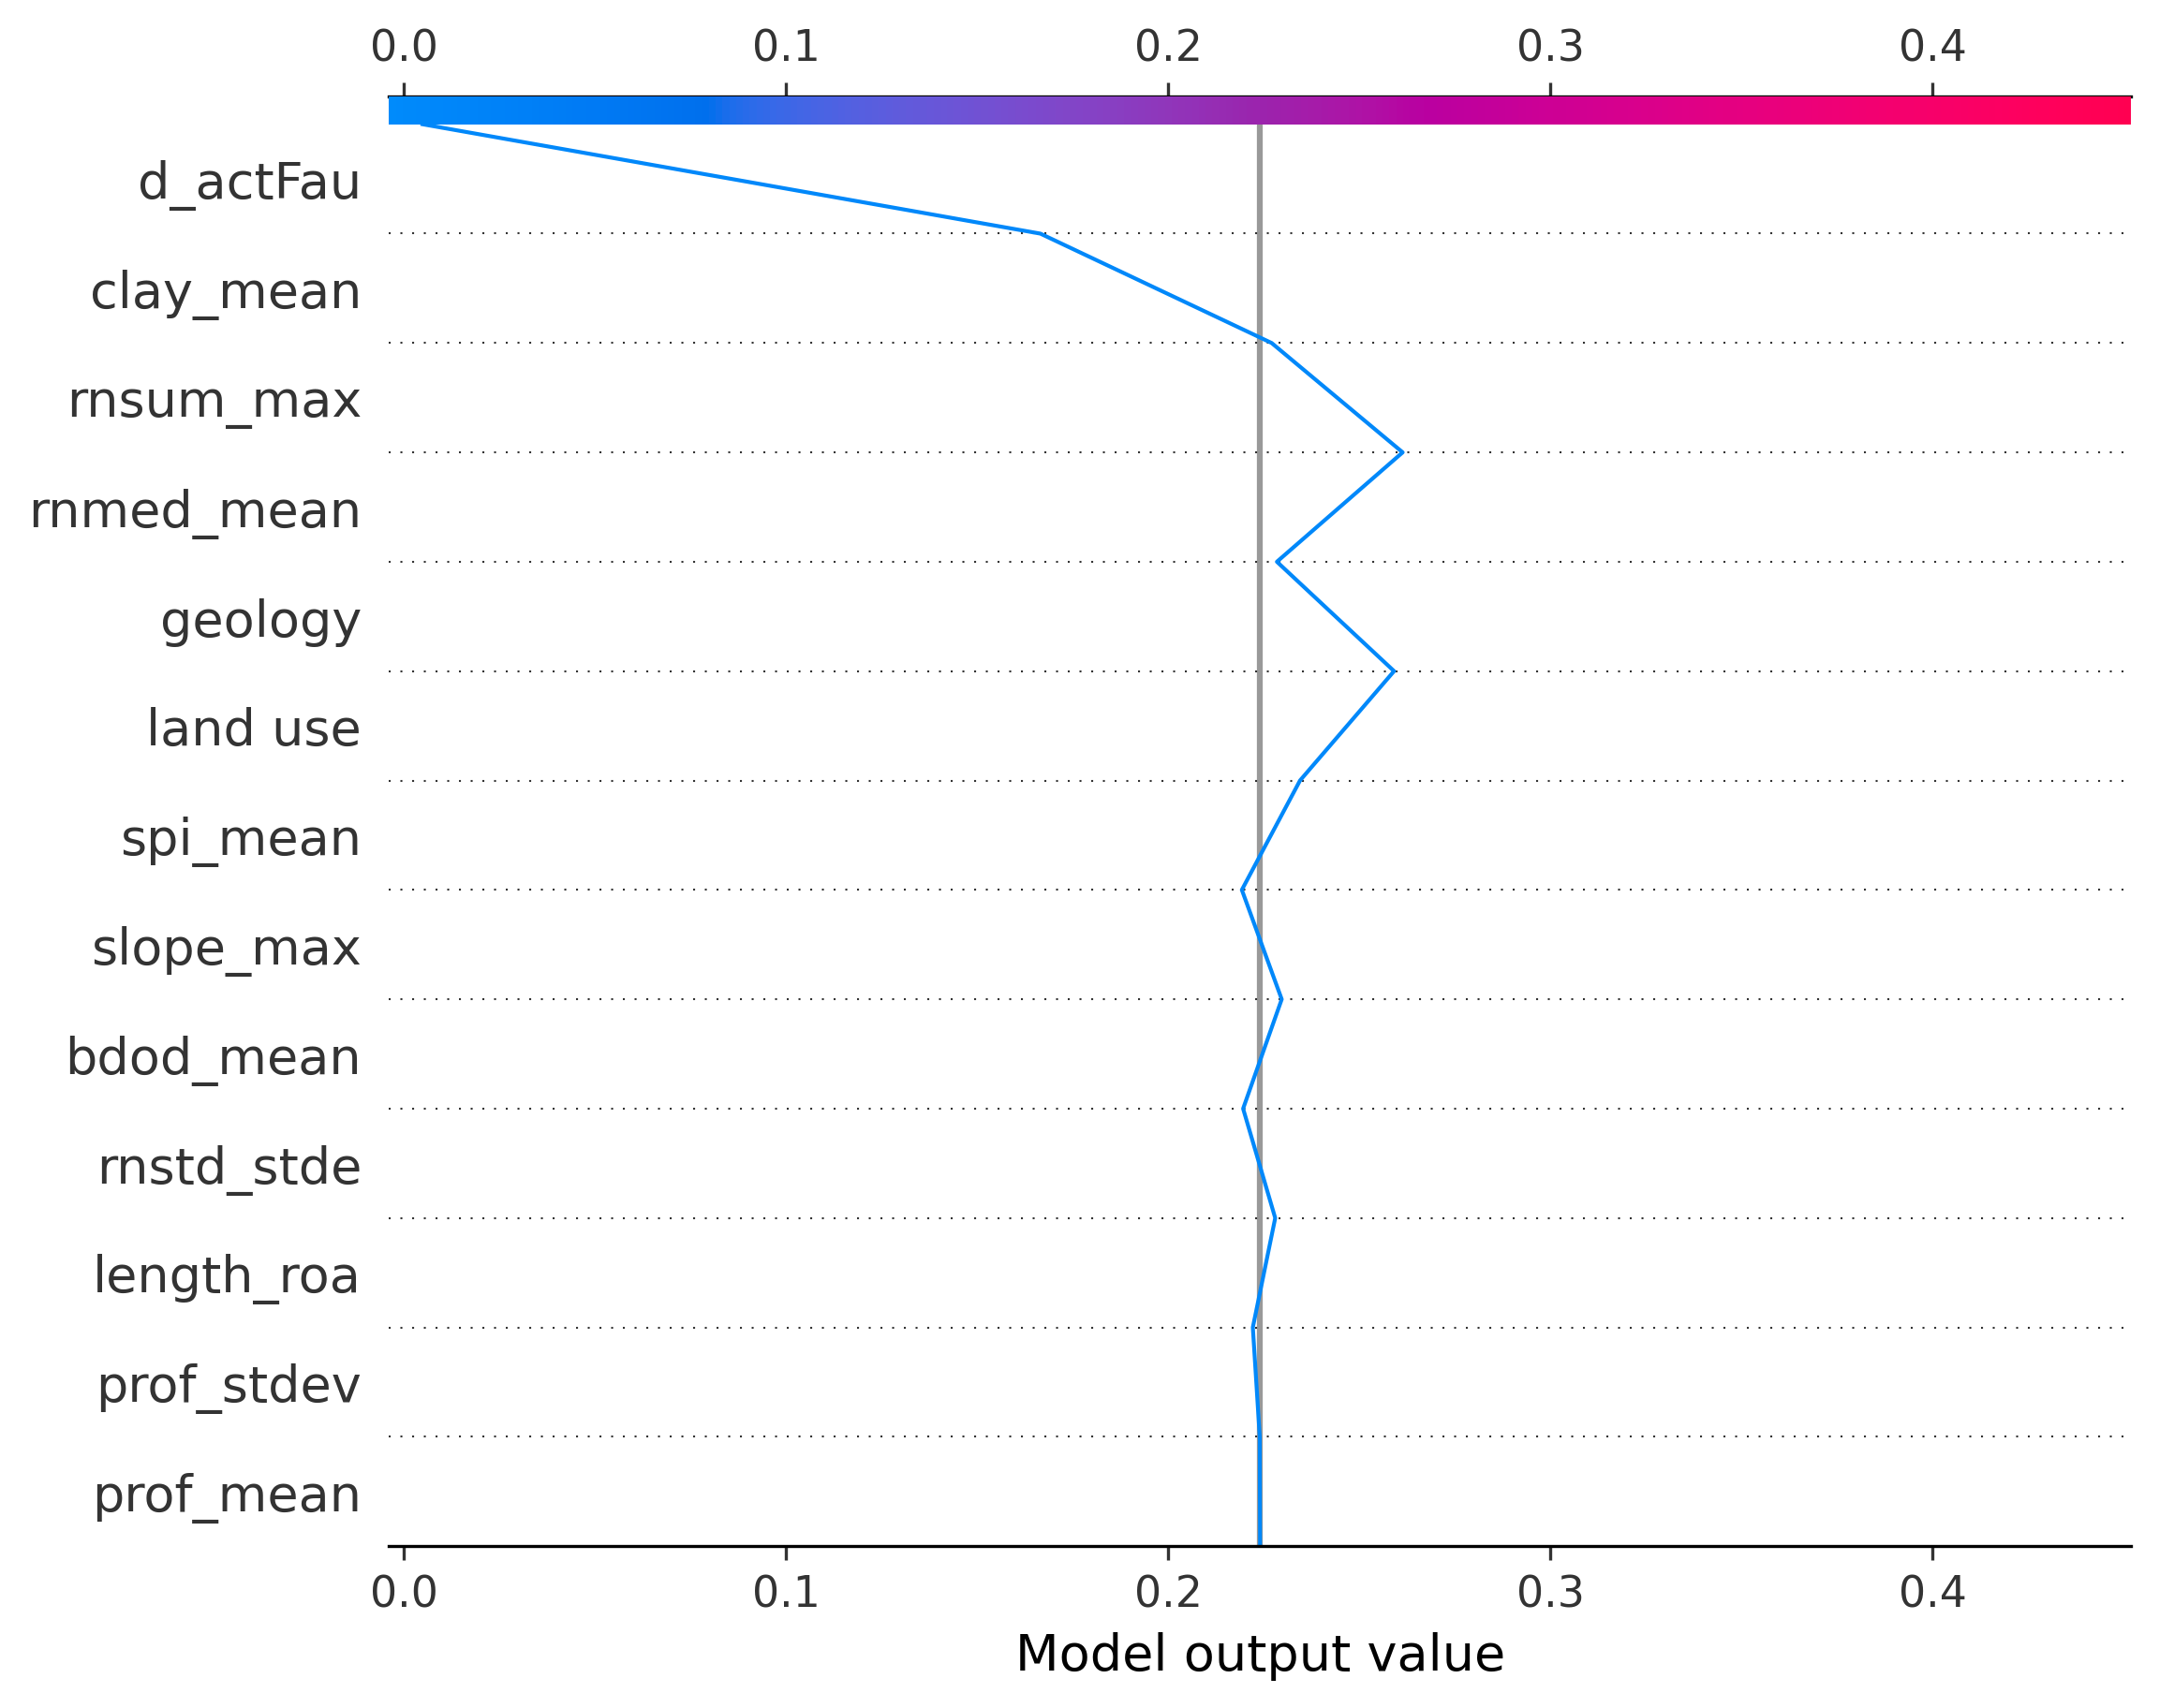 0.0 0.1 0.2 0.3 0.4
d_actFau
clay_mean
rnsum_max
rnmed_mean
geology
land use
spi_mean
slope_max
bdod_mean
rnstd_stde
length_roa
prof_stdev
prof_mean
0.0 0.1 0.2 0.3 0.4
Model output value